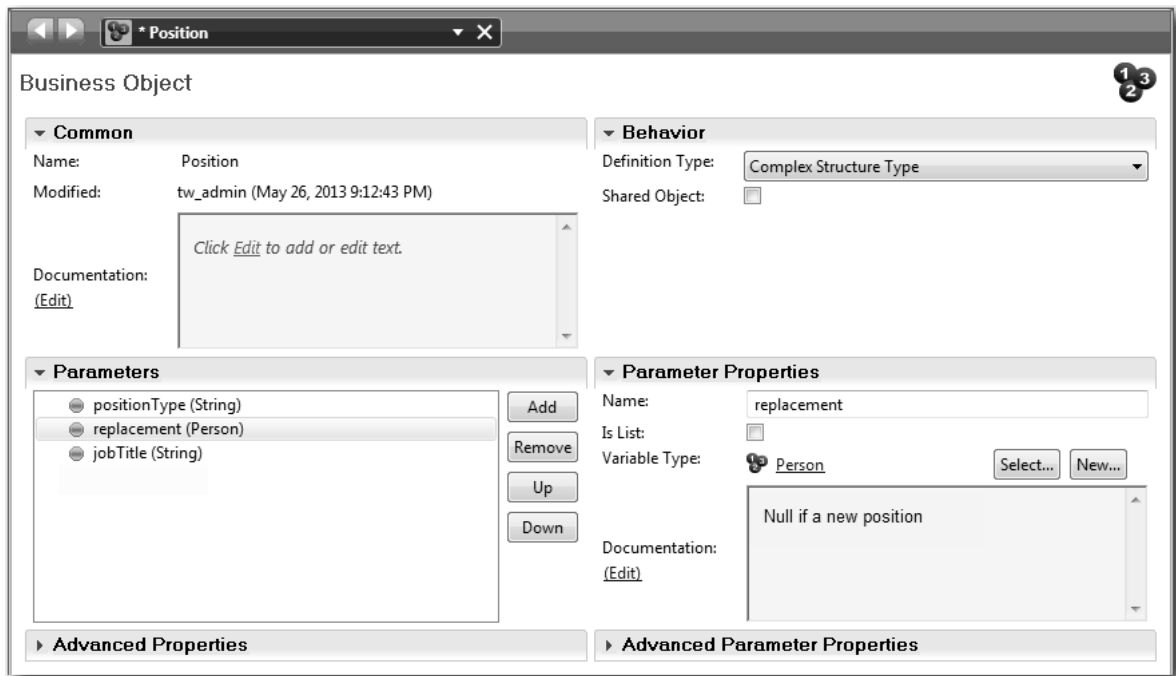 * Position
Business Object
1 2 3
Common
Name: Position
Modified: tw_admin (May 26, 2013 9:12:43 PM)
Click Edit to add or edit text.
Documentation:
(Edit)
Behavior
Definition Type: Complex Structure Type
Shared Object:
Parameters
positionType (String)
replacement (Person)
jobTitle (String)
Add
Remove
Up
Down
Parameter Properties
Name: replacement
Is List:
Variable Type: Person Select... New...
Null if a new position
Documentation:
(Edit)
Advanced Properties
Advanced Parameter Properties